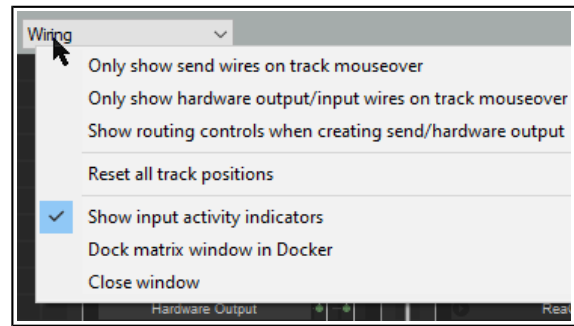 Wiring
Only show send wires on track mouseover
Only show hardware output/input wires on track mouseover
Show routing controls when creating send/hardware output
Reset all track positions
Show input activity indicators
Dock matrix window in Docker
Close window
Hardware Output